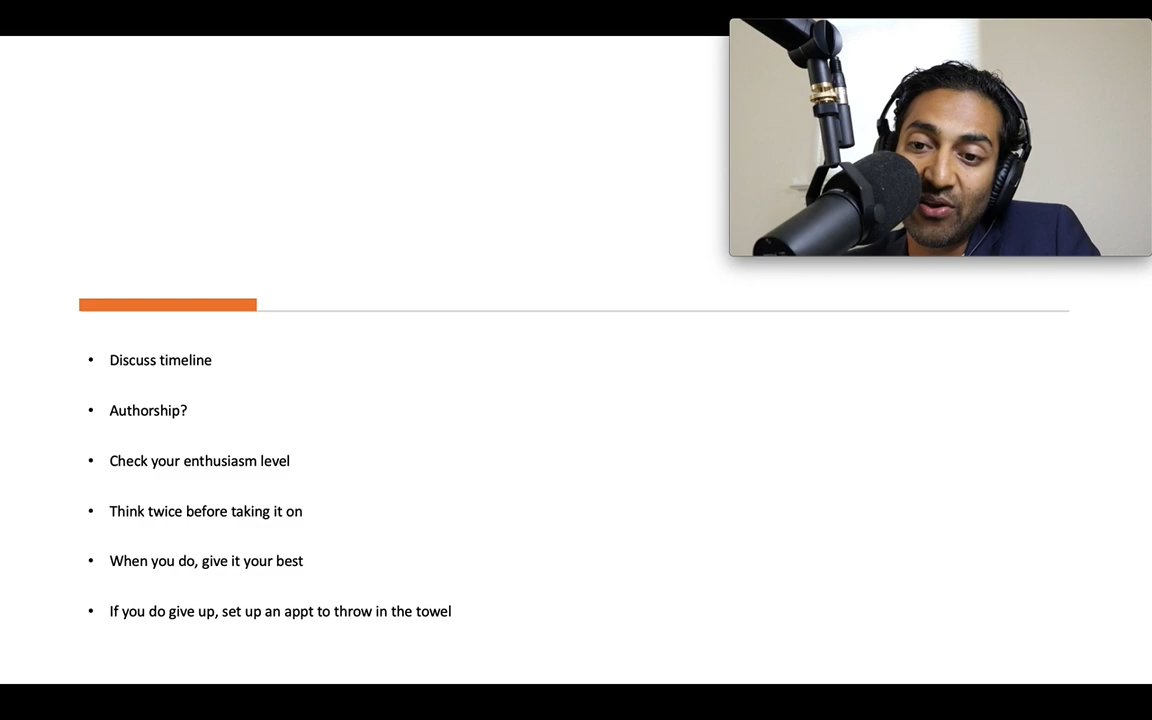 • Discuss timeline
• Authorship?
• Check your enthusiasm level
• Think twice before taking it on
• When you do, give it your best
• If you do give up, set up an appt to throw in the towel